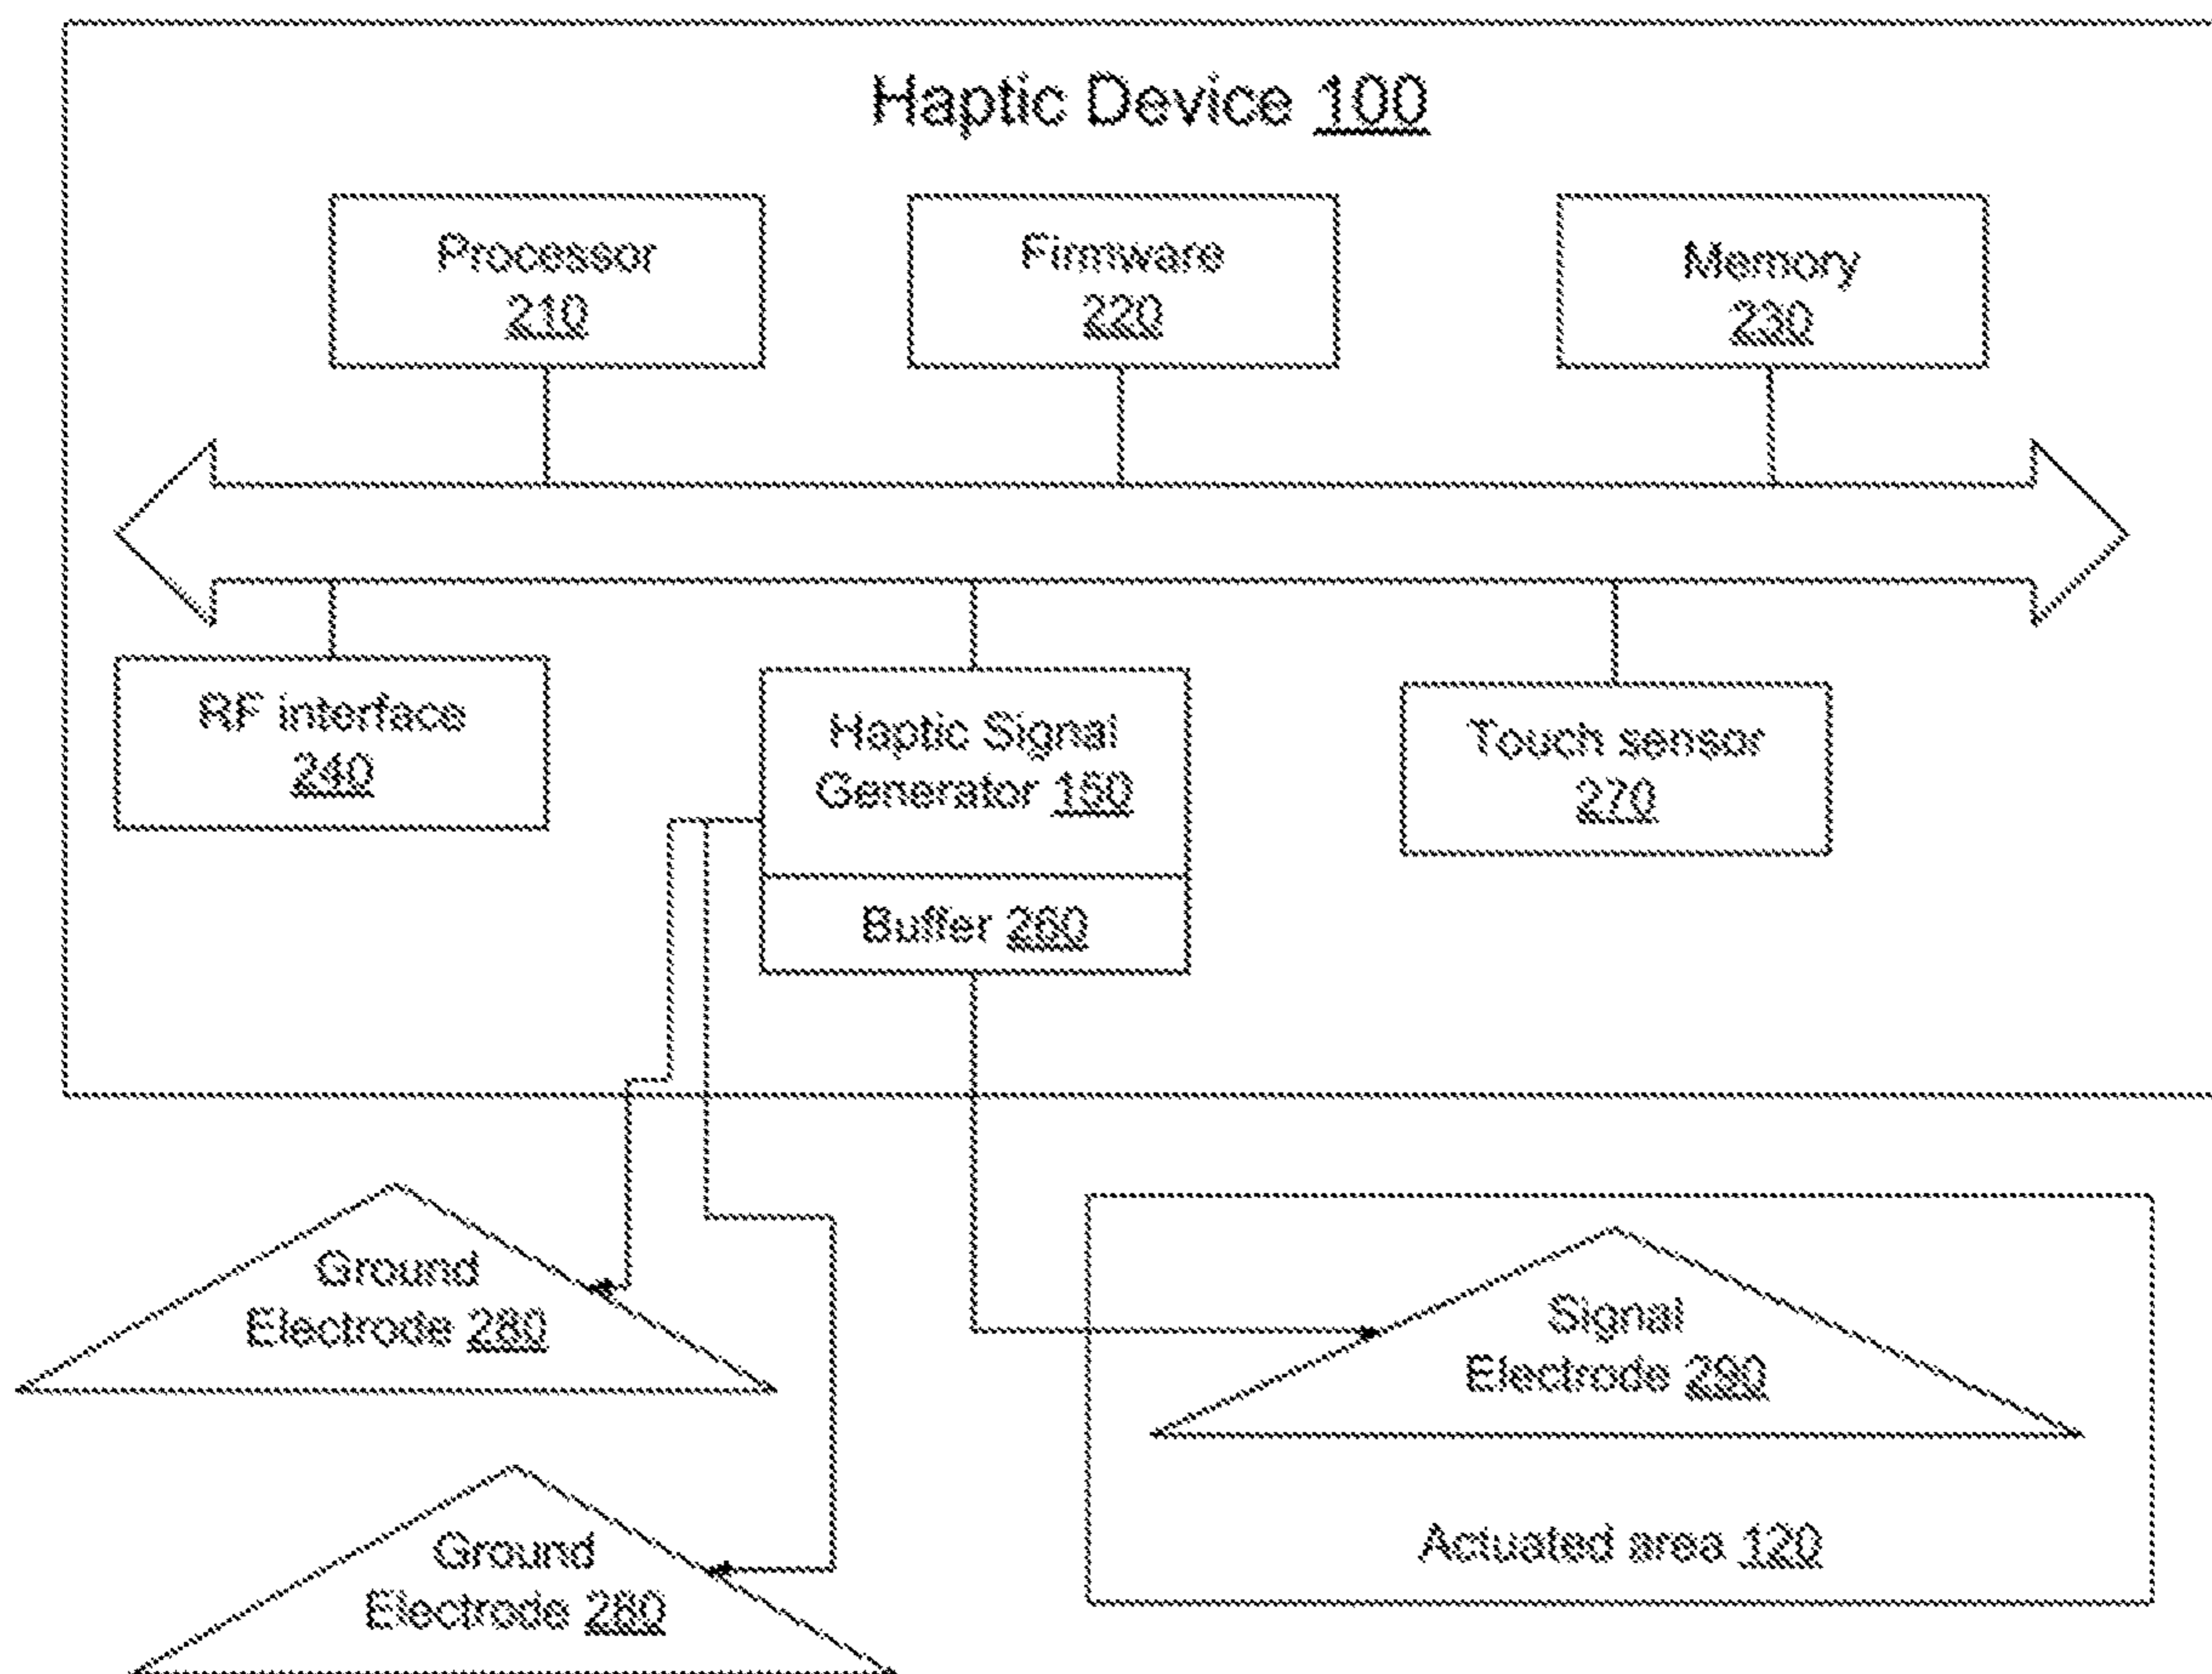 Haptic Device 100
Processor
210
Firmware
220
Memory
230
RF interface
240
Haptic Signal
Generator 150
Buffer 260
Touch sensor
270
Ground
Electrode 280
Signal
Electrode 290
Actuated area 120
Ground
Electrode 280